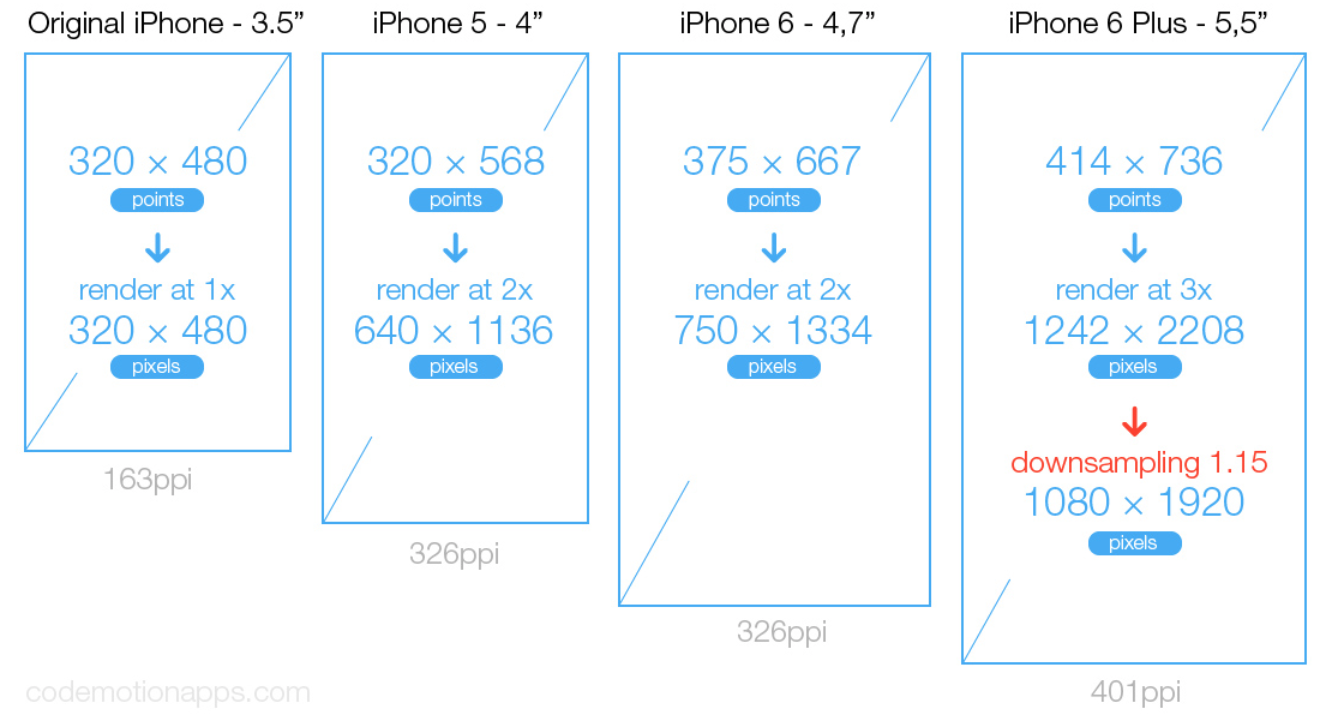 Original iPhone - 3.5”
320 × 480
points
render at 1x
320 × 480
pixels
163ppi
iPhone 5 - 4”
320 × 568
points
render at 2x
640 × 1136
pixels
326ppi
iPhone 6 - 4,7”
375 × 667
points
render at 2x
750 × 1334
pixels
326ppi
iPhone 6 Plus - 5,5”
414 × 736
points
render at 3x
1242 × 2208
pixels
downsampling 1.15
1080 × 1920
pixels
401ppi
codemotionapps.com